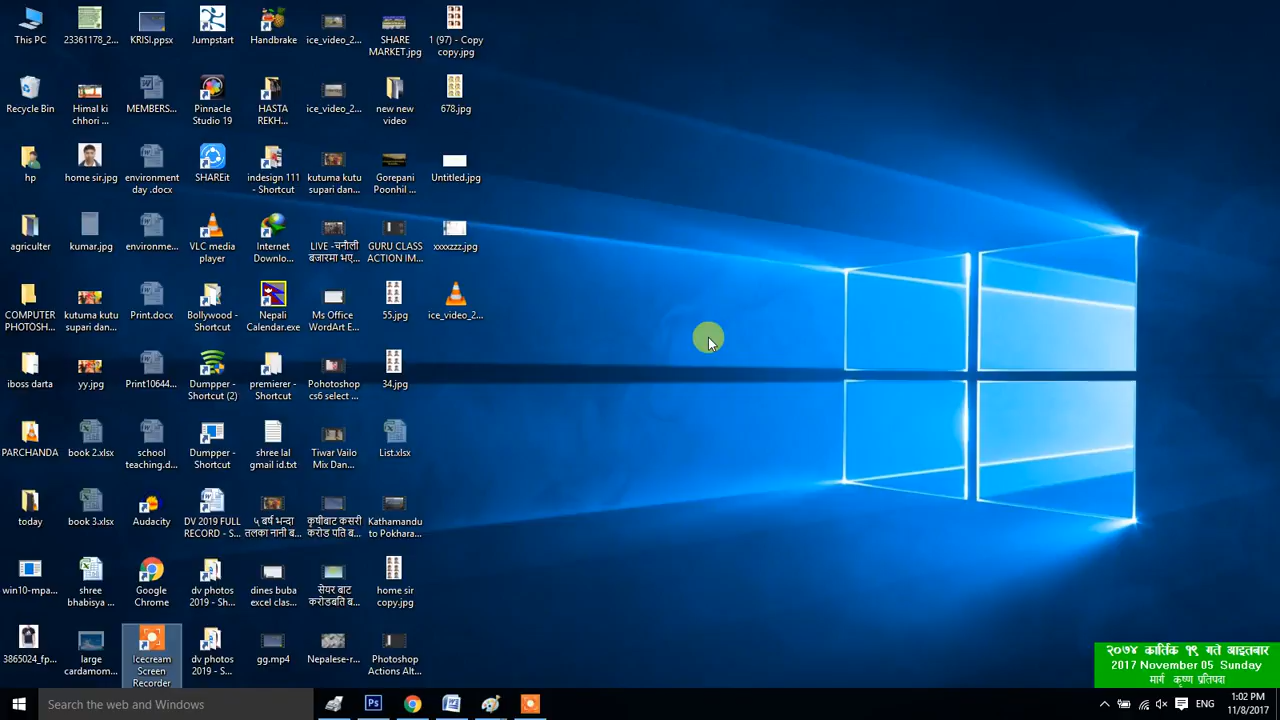 This PC
23361178_2...
KRISI.ppsx
Jumpstart
Handbrake
ice_video_2...
SHARE
MARKET.jpg
1 (97) - Copy
copy.jpg
Recycle Bin
Himal ki
chhori ...
MEMBERS...
Pinnacle
Studio 19
HASTA
REKH...
ice_video_2...
new new
video
678.jpg
hp
home sir.jpg
environment
day .docx
SHAREit
indesign 111
- Shortcut
kutuma kutu
supari dan...
Gorepani
Poonhil ...
Untitled.jpg
agriculter
kumar.jpg
environme...
VLC media
player
Internet
Downlo...
LIVE -चनौली
बजारमा भए...
GURU CLASS
ACTION IM...
xxxxzzz.jpg
COMPUTER
PHOTOSH...
kutuma kutu
supari dan...
Print.docx
Bollywood -
Shortcut
Nepali
Calendar.exe
Ms Office
WordArt E...
55.jpg
ice_video_2...
iboss darta
yy.jpg
Print10644...
Dumpper -
Shortcut (2)
premierer -
Shortcut
Pohotoshop
cs6 select ...
34.jpg
PARCHANDA
book 2.xlsx
school
teaching.d...
Dumpper -
Shortcut
shree lal
gmail id.txt
Tiwar Vailo
Mix Dan...
List.xlsx
today
book 3.xlsx
Audacity
DV 2019 FULL
RECORD - S...
५ बर्ष भन्दा
तलका नानी ब...
कृषीबाट कसरी
करोड पति ब...
Kathamandu
to Pokhara...
win10-mpa...
shree
bhabisya ...
Google
Chrome
dv photos
2019 - Sh...
dines buba
excel clas...
सेयर बाट
करोडबति ब...
home sir
copy.jpg
3865024_fp...
large
cardamom...
Icecream
Screen
Recorder
dv photos
2019 - S...
gg.mp4
Nepalese-r...
Photoshop
Actions Alt...
२०७४ कार्तिक १९ गते बाइतबार
2017 November 05 Sunday
मार्ग कृष्ण प्रतिपदा
Search the web and Windows
ENG
1:02 PM
11/8/2017